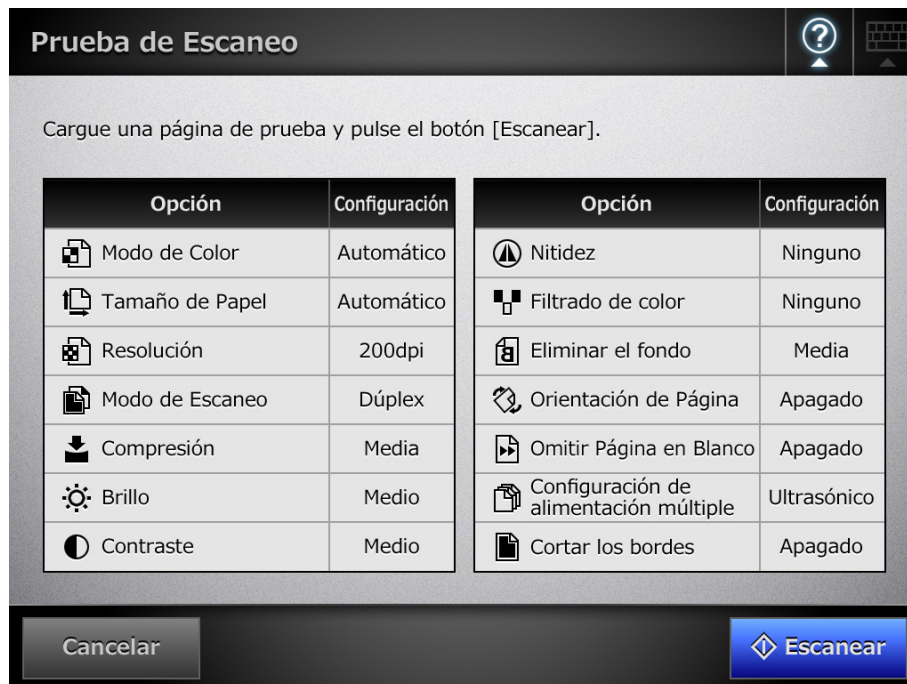 Prueba de Escaneo
Cargue una página de prueba y pulse el botón [Escanear].
Opción Configuración
Modo de Color Automático
Tamaño de Papel Automático
Resolución 200dpi
Modo de Escaneo Dúplex
Compresión Media
Brillo Medio
Contraste Medio
Opción Configuración
Nitidez Ninguno
Filtrado de color Ninguno
Eliminar el fondo Media
Orientación de Página Apagado
Omitir Página en Blanco Apagado
Configuración de
alimentación múltiple Ultrasónico
Cortar los bordes Apagado
Cancelar
Escanear